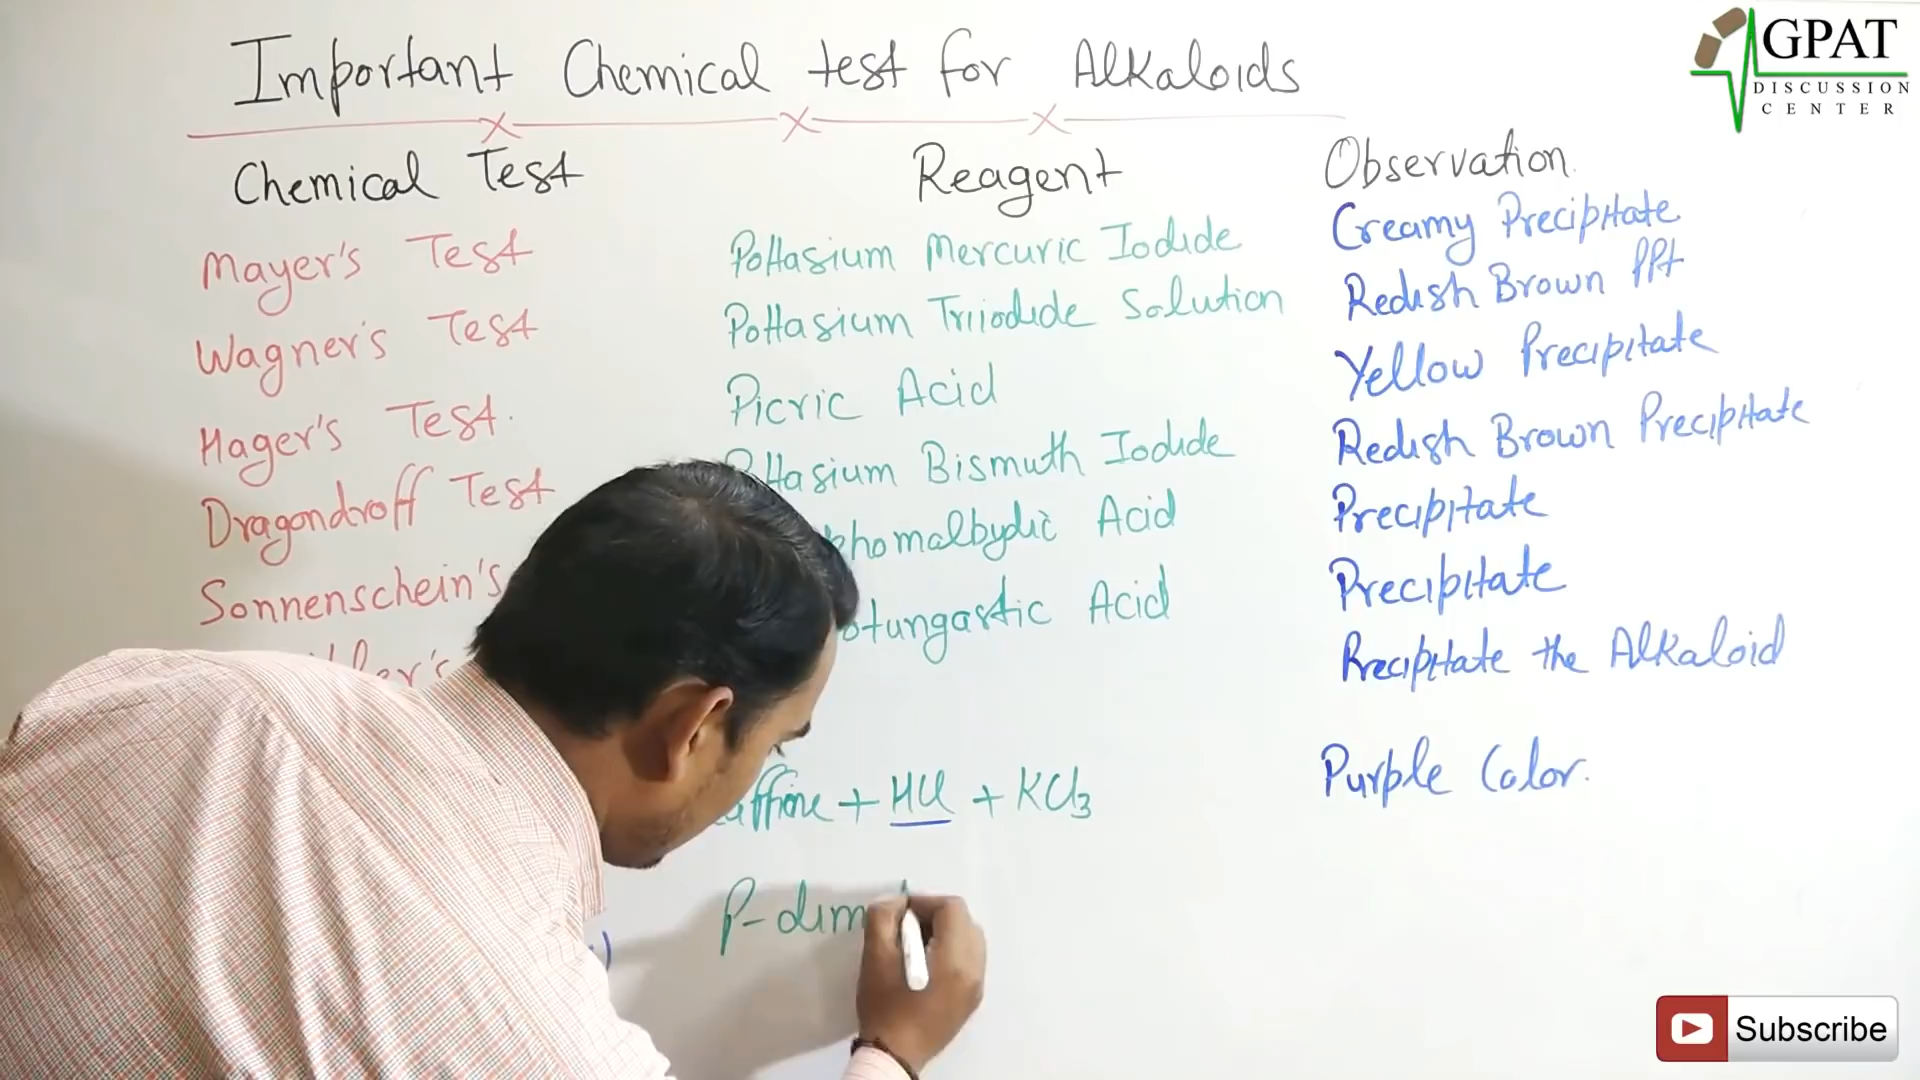 Important Chemical test for Alkaloids
GPAT
DISCUSSION
CENTER
Chemical Test Reagent Observation
Mayer's Test Pottasium Mercuric Iodide Creamy Precipitate
Wagner's Test Pottasium Triiodide Solution Redish Brown PPt
Hager's Test Picric Acid Yellow Precipitate
Dragondroff Test Bismuth Iodide Redish Brown Precipitate
Sonnenschein's Acid Precipitate
Acid Precipitate
Precipitate the Alkaloid
+ HCl + KCl3 Purple Color.
P-dim
Subscribe